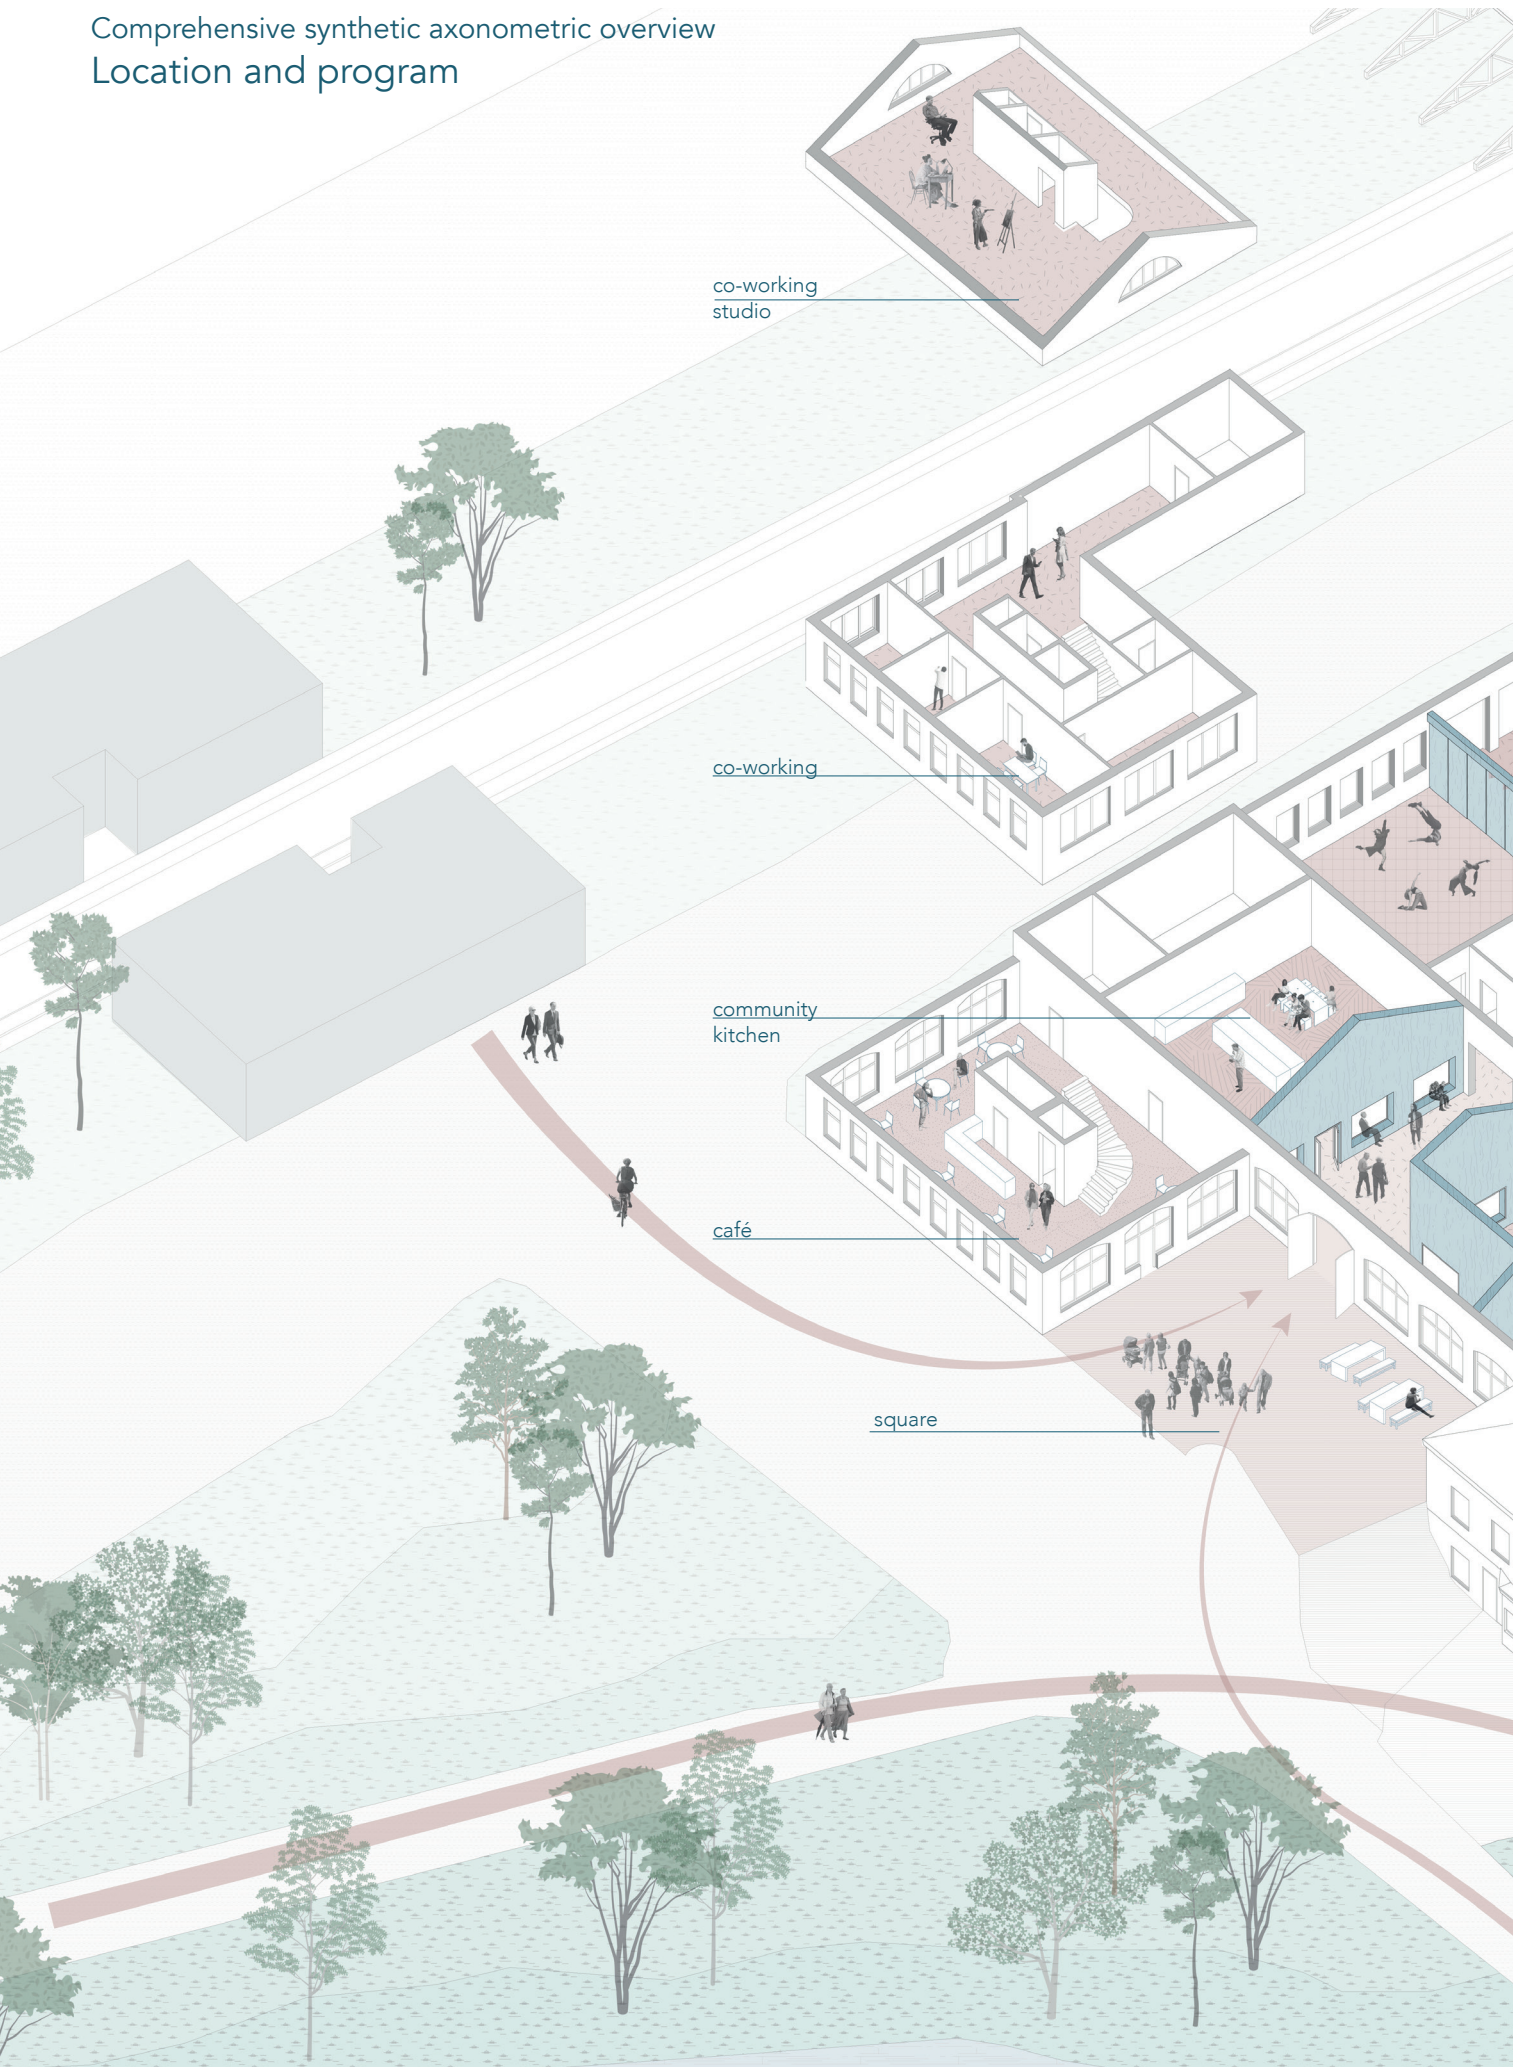 Comprehensive synthetic axonometric overview
Location and program
co-working
studio
co-working
community
kitchen
café
square